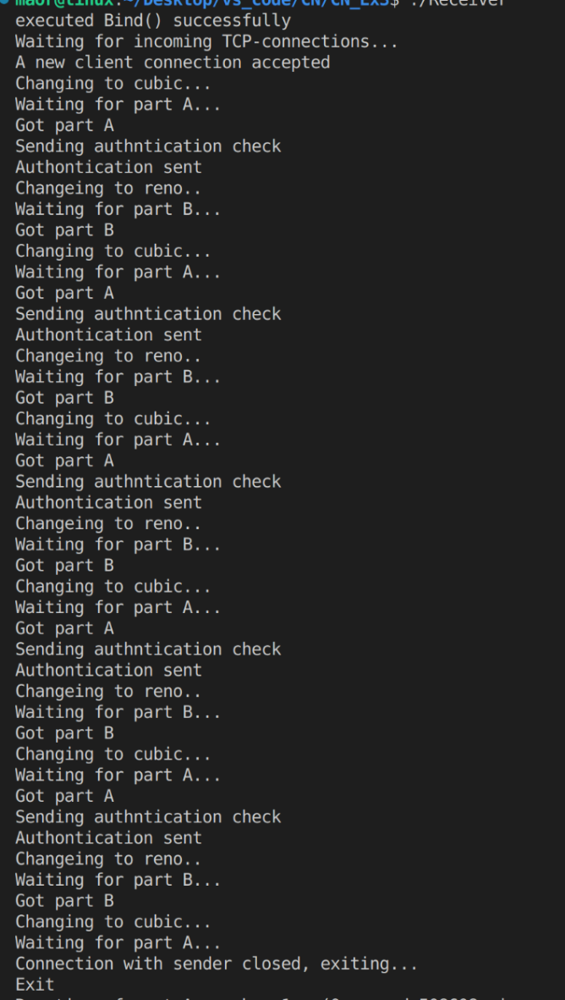 maor@linux:~/Desktop/vs_code/CN/CN_Ex3$ ./Receiver
executed Bind() successfully
Waiting for incoming TCP-connections...
A new client connection accepted
Changing to cubic...
Waiting for part A...
Got part A
Sending authntication check
Authontication sent
Changeing to reno..
Waiting for part B...
Got part B
Changing to cubic...
Waiting for part A...
Got part A
Sending authntication check
Authontication sent
Changeing to reno..
Waiting for part B...
Got part B
Changing to cubic...
Waiting for part A...
Got part A
Sending authntication check
Authontication sent
Changeing to reno..
Waiting for part B...
Got part B
Changing to cubic...
Waiting for part A...
Got part A
Sending authntication check
Authontication sent
Changeing to reno..
Waiting for part B...
Got part B
Changing to cubic...
Waiting for part A...
Got part A
Sending authntication check
Authontication sent
Changeing to reno..
Waiting for part B...
Got part B
Changing to cubic...
Waiting for part A...
Connection with sender closed, exiting...
Exit